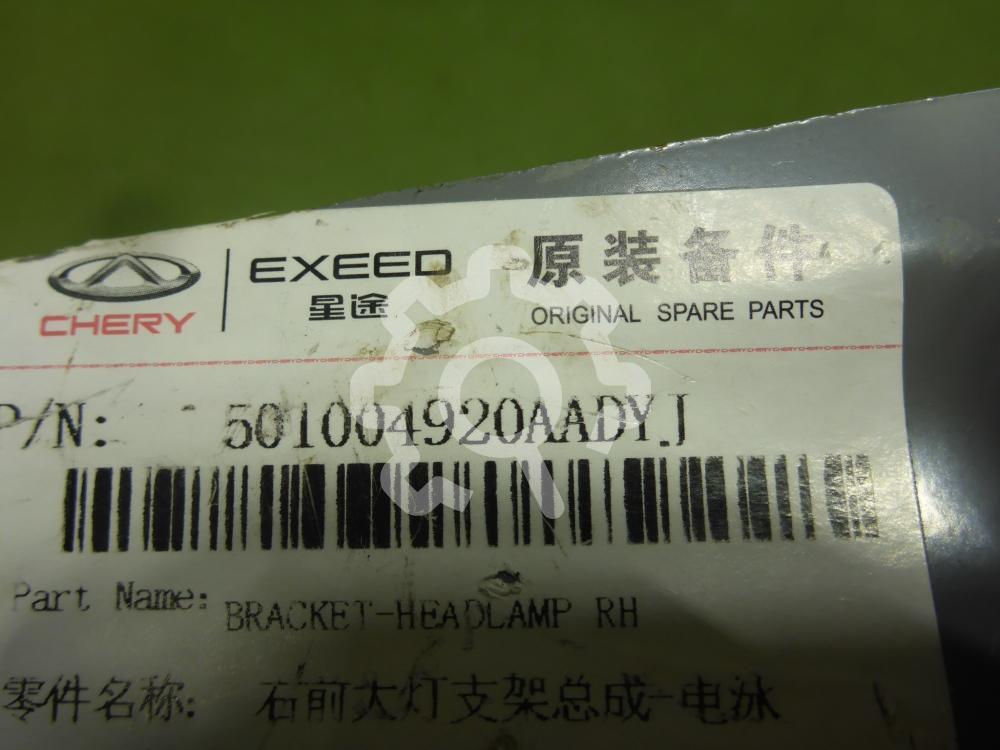 CHERY
EXEED
星途
原装备件
ORIGINAL SPARE PARTS
P/N: 501004920AADYJ
Part Name: BRACKET-HEADLAMP RH
零件名称: 右前大灯支架总成-电泳